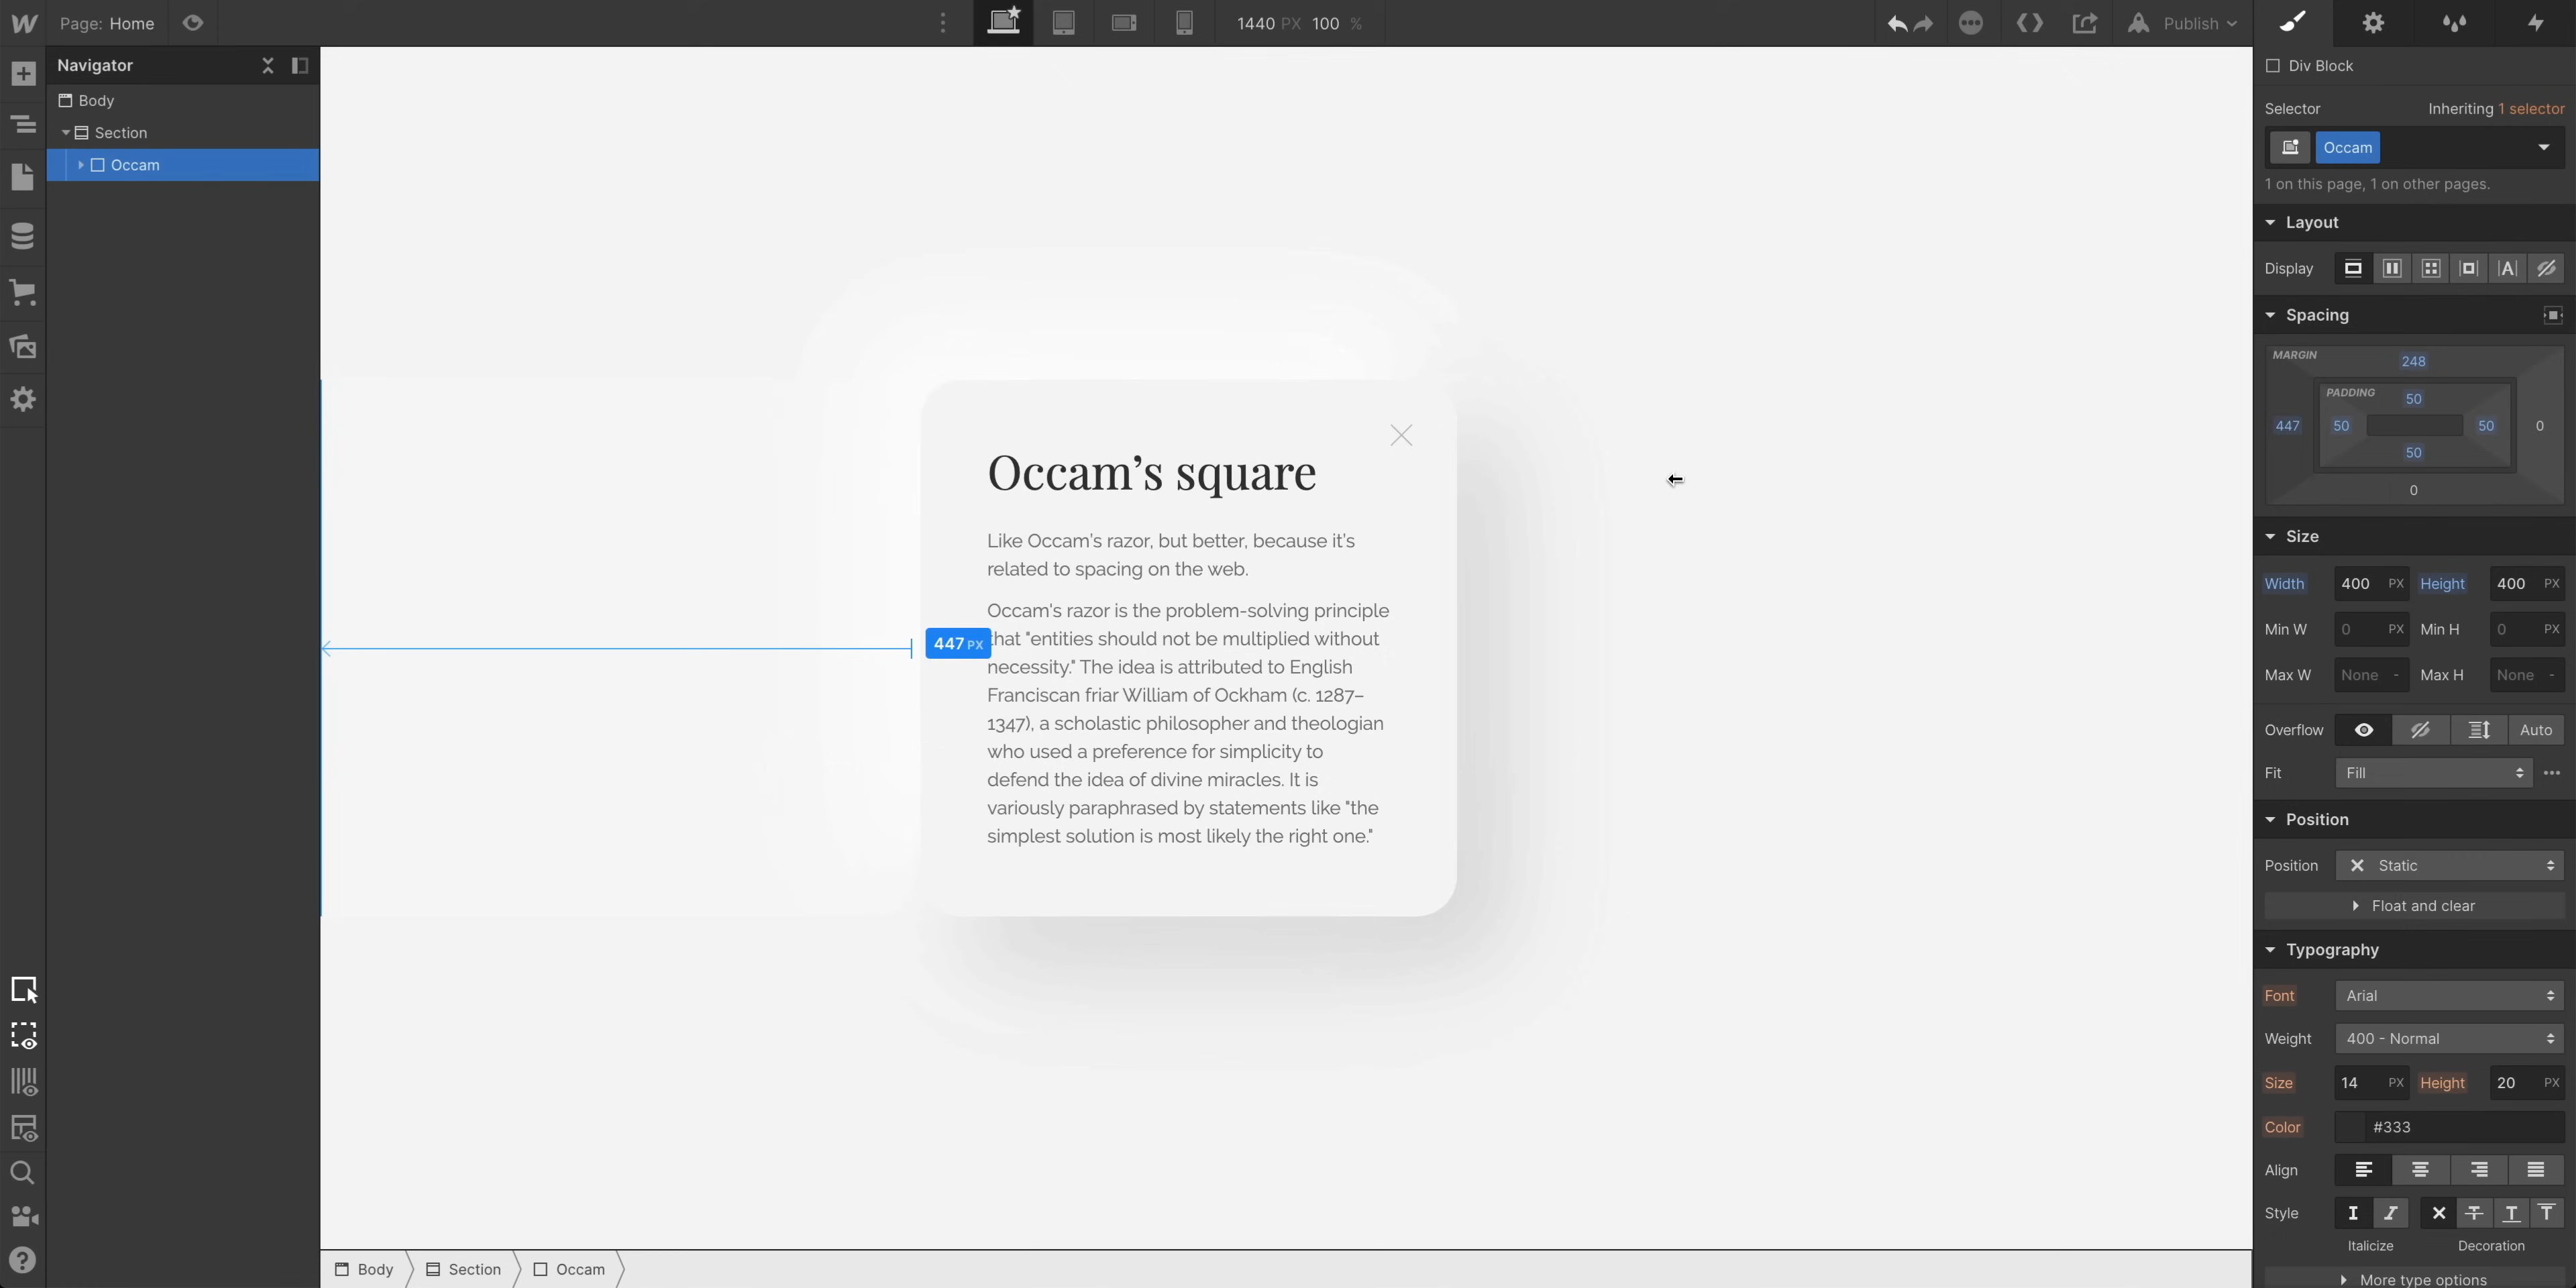 Page: Home
1440 PX 100 %
Publish
Navigator
Body
Section
Occam
Occam’s square
Like Occam's razor, but better, because it's
related to spacing on the web.
Occam's razor is the problem-solving principle
that "entities should not be multiplied without
necessity." The idea is attributed to English
Franciscan friar William of Ockham (c. 1287–
1347), a scholastic philosopher and theologian
who used a preference for simplicity to
defend the idea of divine miracles. It is
variously paraphrased by statements like "the
simplest solution is most likely the right one."
447 PX
Body
Section
Occam
Div Block
Selector
Inheriting 1 selector
Occam
1 on this page, 1 on other pages.
Layout
Display
Spacing
MARGIN
248
PADDING
50
447
50
50
0
50
0
Size
Width 400 PX Height 400 PX
Min W 0 PX Min H 0 PX
Max W None - Max H None -
Overflow Auto
Fit Fill
Position
Position Static
Float and clear
Typography
Font Arial
Weight 400 - Normal
Size 14 PX Height 20 PX
Color #333
Align
Style
Italicize Decoration
More type options